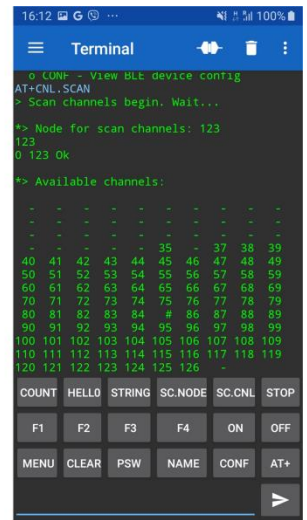 16:12 G ... 100%
Terminal
o CONF - View BLE device config
AT+CNL.SCAN
> Scan channels begin. Wait...
*> Node for scan channels: 123
123
0 123 Ok
*> Available channels:
- - - - - - - - - -
- - - - - - - - - -
- - - - - - - - - -
- - - - - 35 - 37 38 39
40 41 42 43 44 45 46 47 48 49
50 51 52 53 54 55 56 57 58 59
60 61 62 63 64 65 66 67 68 69
70 71 72 73 74 75 76 77 78 79
80 81 82 83 84 # 86 87 88 89
90 91 92 93 94 95 96 97 98 99
100 101 102 103 104 105 106 107 108 109
110 111 112 113 114 115 116 117 118 119
120 121 122 123 124 125 126 -
COUNT HELLO STRING SC.NODE SC.CNL STOP
F1 F2 F3 F4 ON OFF
MENU CLEAR PSW NAME CONF AT+